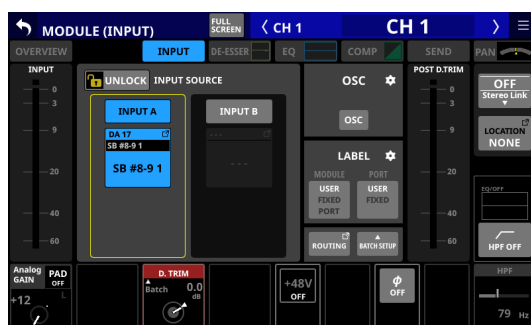 MODULE (INPUT)
FULL
SCREEN
CH 1
CH 1
OVERVIEW
INPUT
DE-ESSER
EQ
COMP
SEND
PAN
INPUT
0
3
9
20
40
60
UNLOCK
INPUT SOURCE
INPUT A
DA 17
SB #8-9 1
SB #8-9 1
INPUT B
---
---
OSC
OSC
LABEL
MODULE
PORT
USER
FIXED
PORT
USER
FIXED
ROUTING
BATCH SETUP
POST D.TRIM
0
3
9
20
40
60
OFF
Stereo Link
LOCATION
NONE
EQ/OFF
HPF OFF
Analog
GAIN
PAD
OFF
+12
L
D. TRIM
Batch
0.0
dB
+48V
OFF
ϕ
OFF
HPF
79 Hz